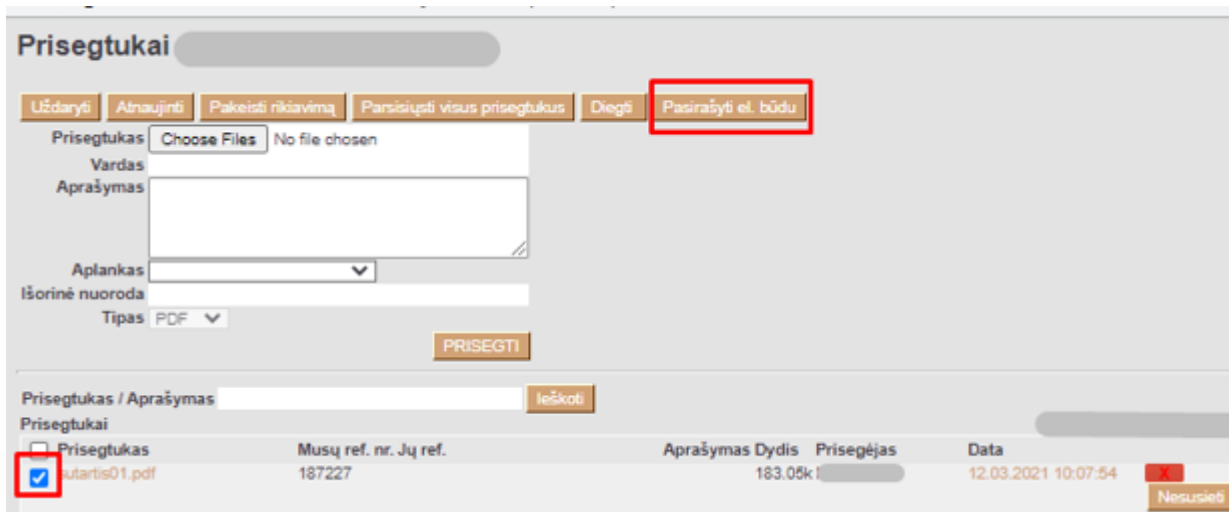 Prisegtukai
Uždaryti Atnaujinti Pakeisti rikiavimą Parsisiųsti visus prisegtukus Diegti Pasirašyti el. būdu
Prisegtukas Choose Files No file chosen
Vardas
Aprašymas
Aplankas
Išorinė nuoroda
Tipas PDF
PRISEGTI
Prisegtukas / Aprašymas Ieškoti
Prisegtukai
Prisegtukas Musų ref. nr. Jų ref. Aprašymas Dydis Prisegėjas Data
sutartis01.pdf 187227 183.05k 12.03.2021 10:07:54 X
Nesusieti